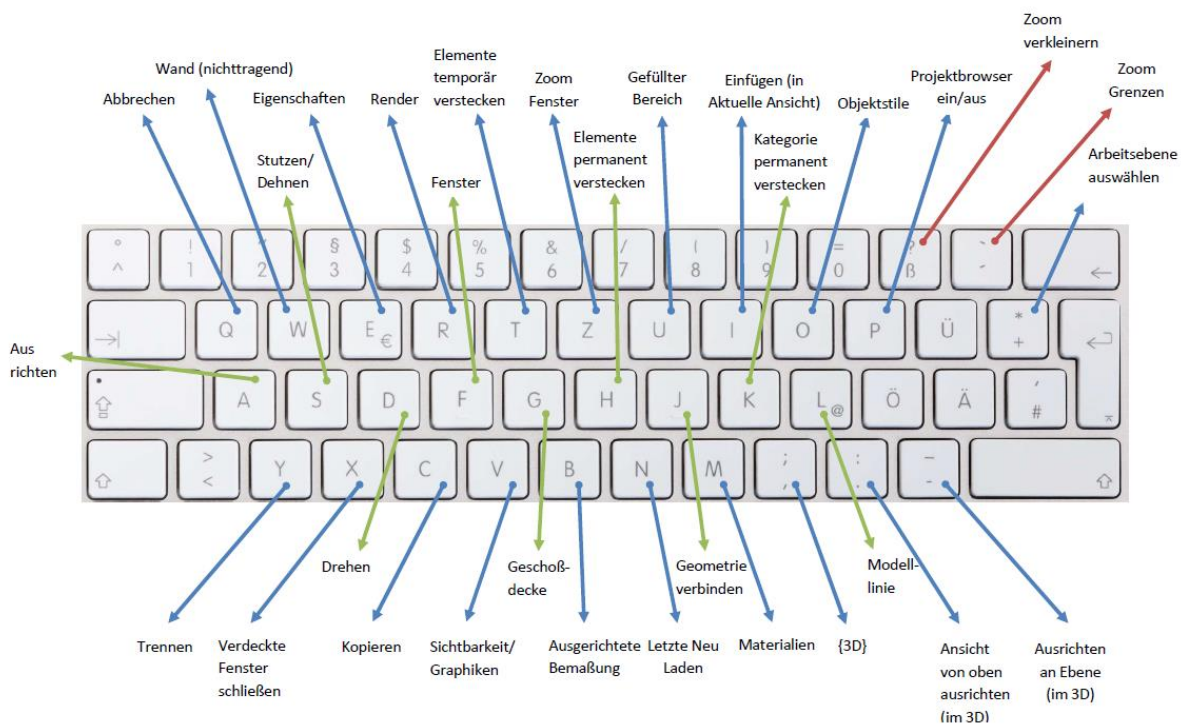 Zoom
verkleinern
Elemente
temporär
verstecken
Wand (nichttragend)
Zoom
Fenster
Gefüllter
Bereich
Einfügen (in
Aktuelle Ansicht)
Projektbrowser
ein/aus
Zoom
Grenzen
Abbrechen
Eigenschaften
Render
Objektstile
Stutzen/
Dehnen
Fenster
Elemente
permanent
verstecken
Kategorie
permanent
verstecken
Arbeitsebene
auswählen
° ! " § $ % & / ( ) = ? `
^ 1 2 3 4 5 6 7 8 9 0 ß ´ ←
Q W E € R T Z U I O P Ü * +
Aus
richten
A S D F G H J K L @ Ö Ä ' #
> < Y X C V B N M ; , : . _ -
Drehen
Geschoß-
decke
Geometrie
verbinden
Modell-
linie
Trennen
Verdeckte
Fenster
schließen
Kopieren
Sichtbarkeit/
Graphiken
Ausgerichtete
Bemaßung
Letzte Neu
Laden
Materialien
{3D}
Ansicht
von oben
ausrichten
(im 3D)
Ausrichten
an Ebene
(im 3D)